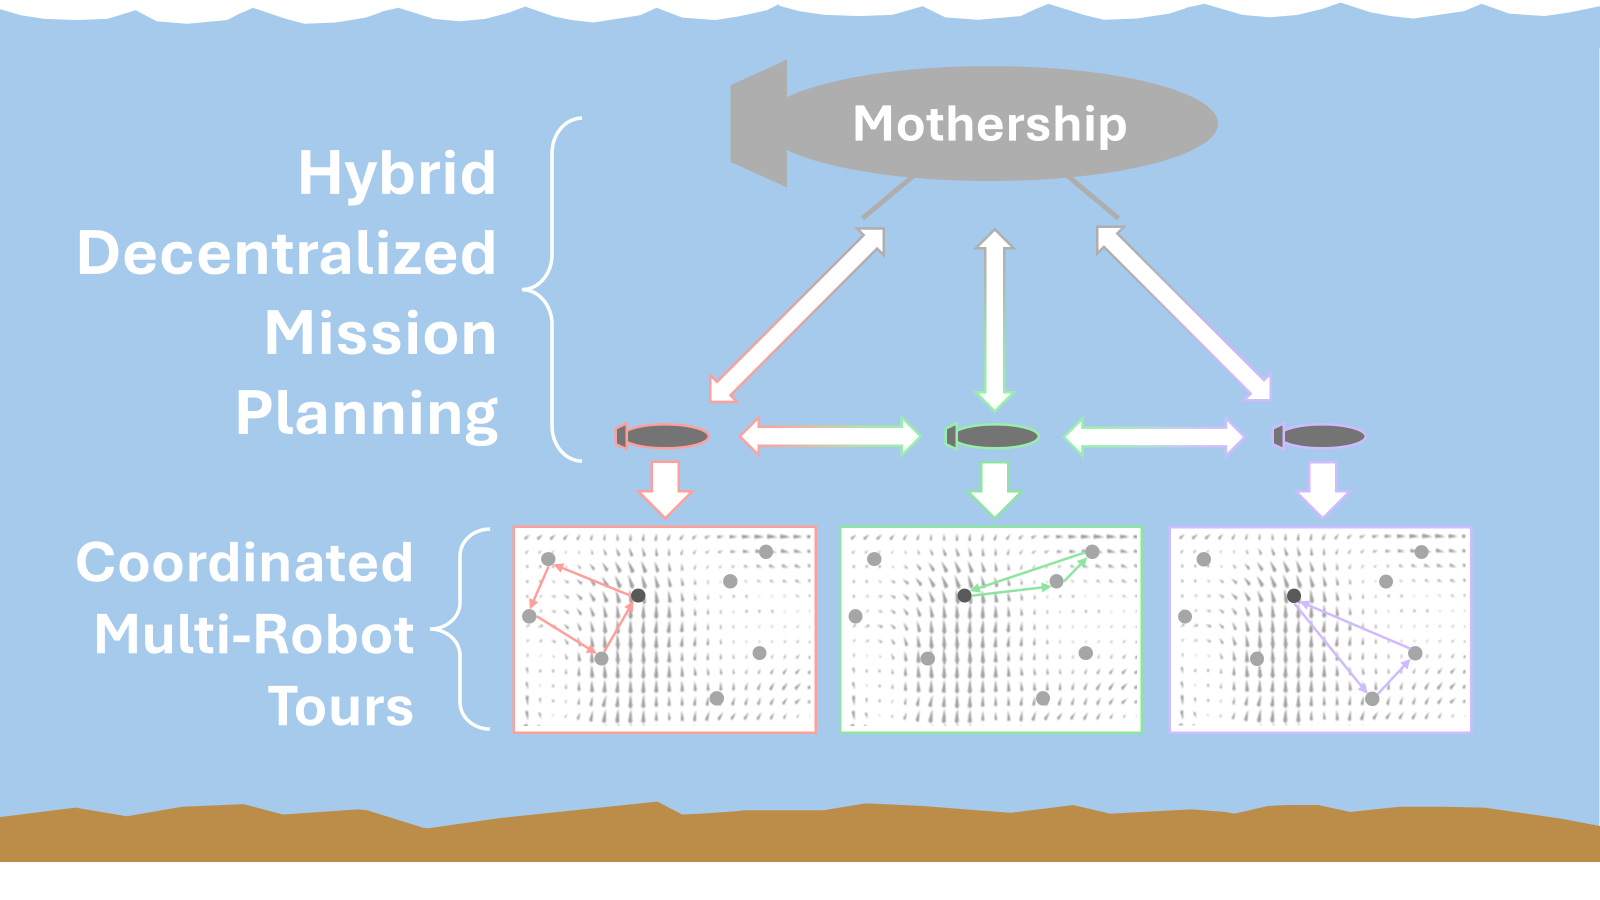 Mothership
Hybrid
Decentralized
Mission
Planning
Coordinated
Multi-Robot
Tours